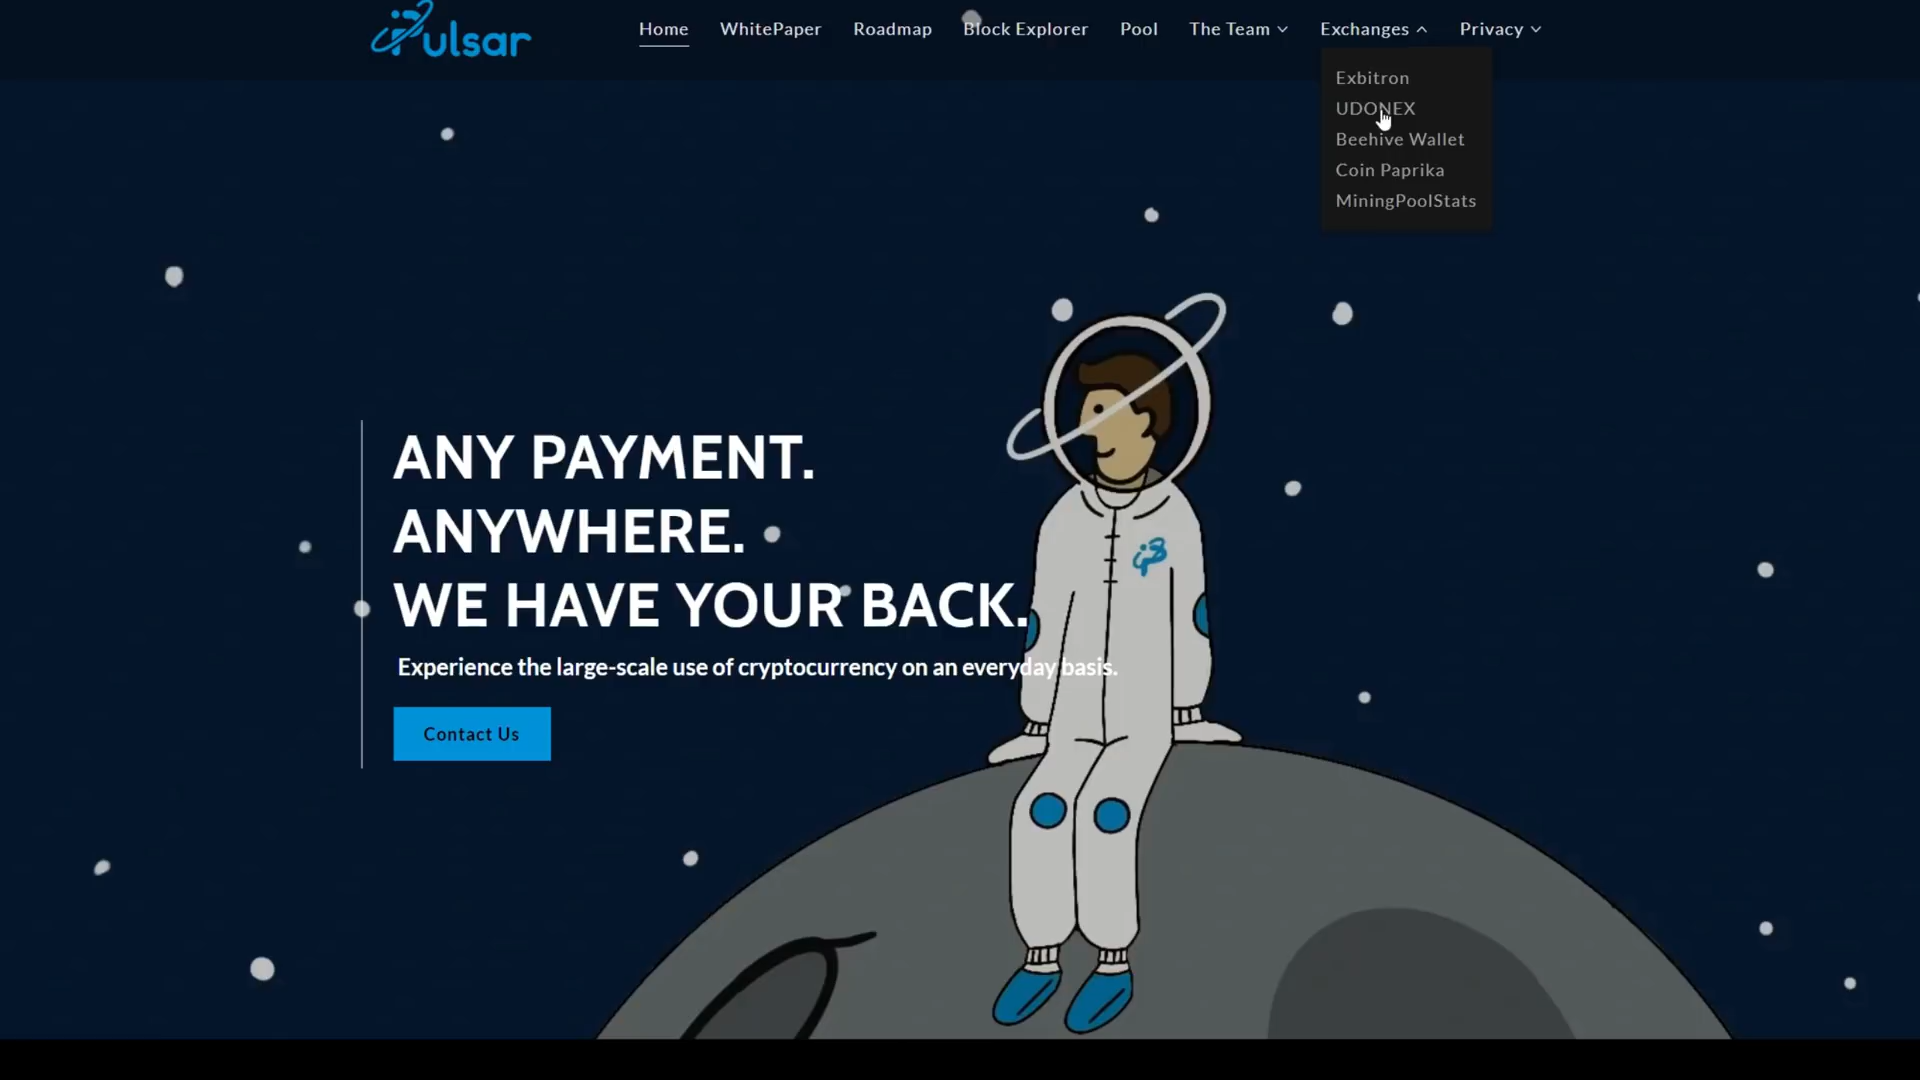 Pulsar
Home WhitePaper Roadmap Block Explorer Pool The Team Exchanges Privacy
Exbitron
UDONEX
Beehive Wallet
Coin Paprika
MiningPoolStats
ANY PAYMENT.
ANYWHERE.
WE HAVE YOUR BACK.
Experience the large-scale use of cryptocurrency on an everyday basis.
Contact Us